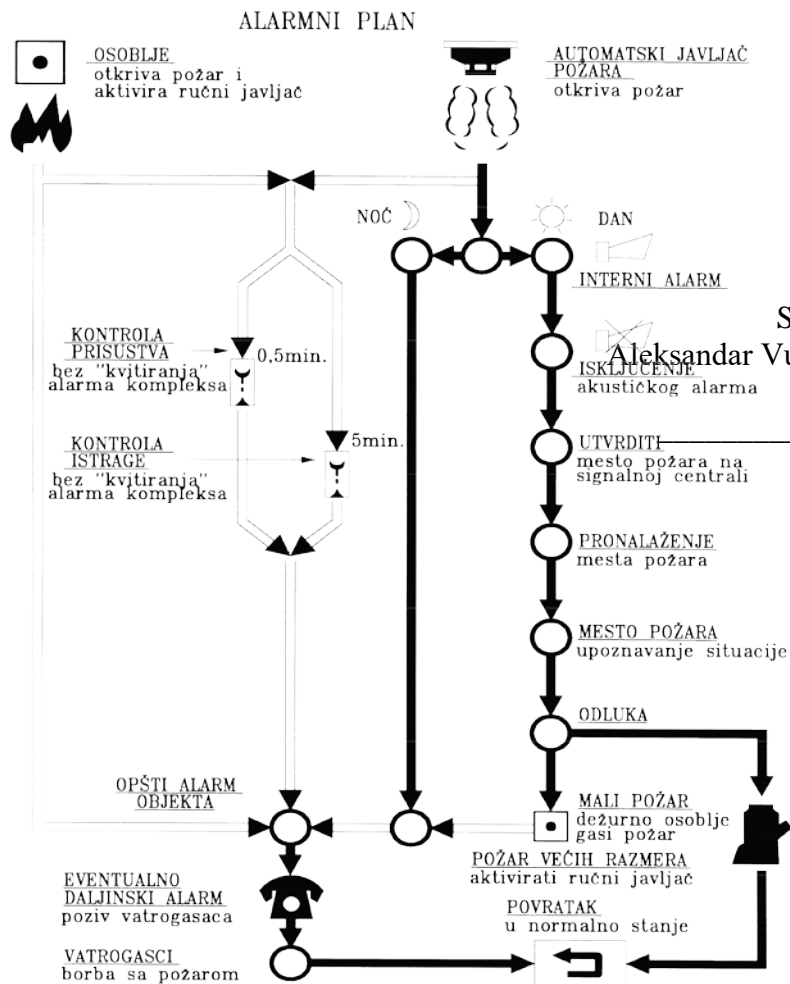 ALARMNI PLAN
OSOBLJE
otkriva požar i
aktivira ručni javljač
AUTOMATSKI JAVLJAČ
POŽARA
otkriva požar
NOĆ
DAN
INTERNI ALARM
S
Aleksandar Vu
ISKLJUČENJE
akustičkog alarma
KONTROLA
PRISUSTVA
bez "kvitiranja"
alarma kompleksa
0,5min.
KONTROLA
ISTRAGE
bez "kvitiranja"
alarma kompleksa
5min.
UTVRDITI
mesto požara na
signalnoj centrali
PRONALAŽENJE
mesta požara
MESTO POŽARA
upoznavanje situacije
ODLUKA
OPŠTI ALARM
OBJEKTA
MALI POŽAR
dežurno osoblje
gasi požar
POŽAR VEĆIH RAZMERA
aktivirati ručni javljač
EVENTUALNO
DALJINSKI ALARM
poziv vatrogasaca
POVRATAK
u normalno stanje
VATROGASCI
borba sa požarom